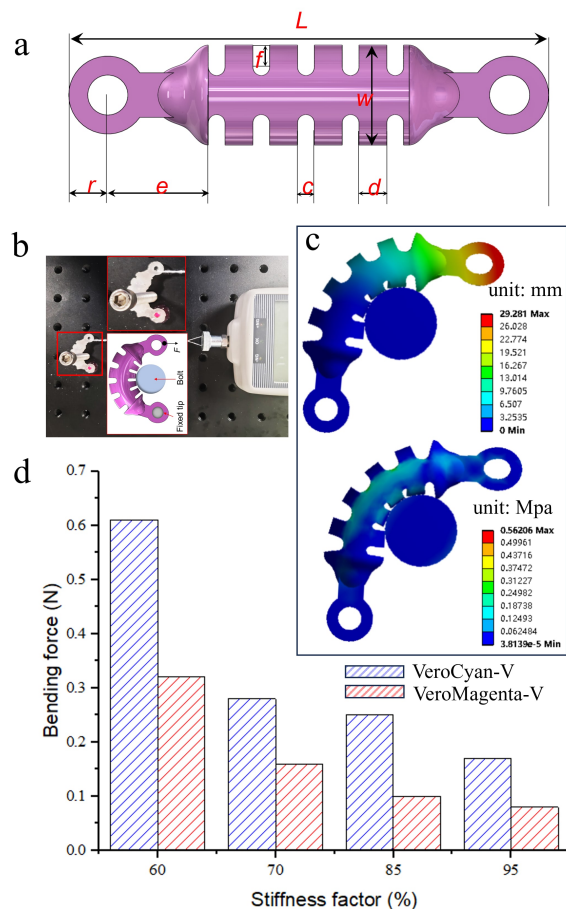 a
L
f
w
r
e
c
d
b
F
Bolt
Fixed tip
c
unit: mm
29.281 Max
26.028
22.774
19.521
16.267
13.014
9.7605
6.507
3.2535
0 Min
unit: Mpa
0.56206 Max
0.49961
0.43716
0.37472
0.31227
0.24982
0.18738
0.12493
0.062484
3.8139e-5 Min
d
VeroCyan-V
VeroMagenta-V
Bending force (N)
0.7
0.6
0.5
0.4
0.3
0.2
0.1
0.0
60
70
85
95
Stiffness factor (%)